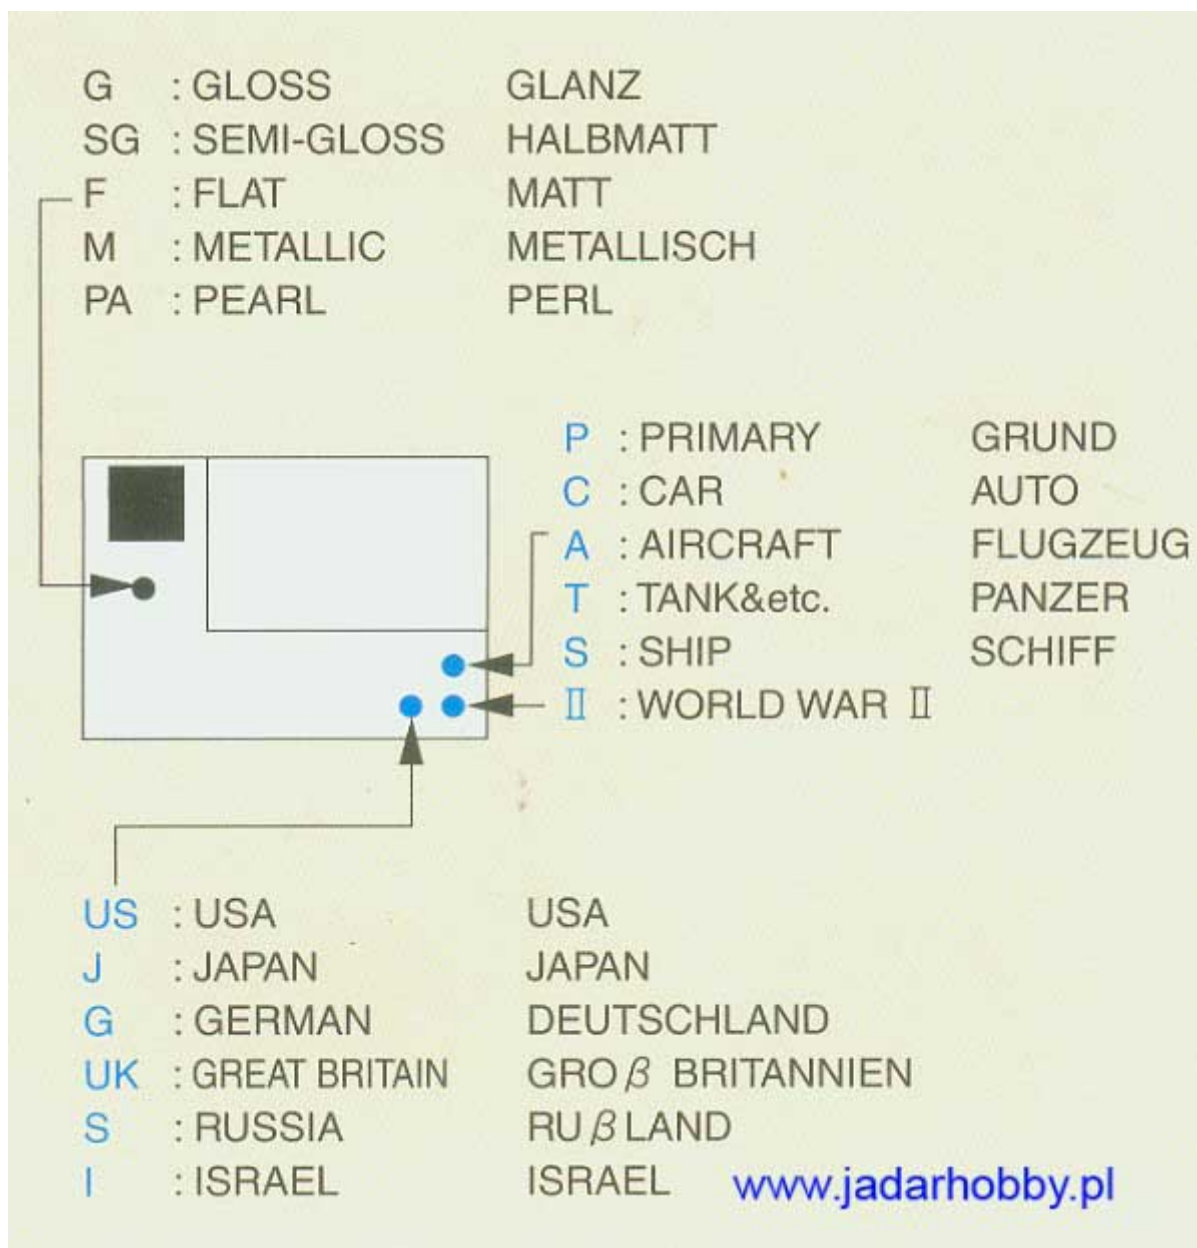 G : GLOSS GLANZ
SG : SEMI-GLOSS HALBMATT
F : FLAT MATT
M : METALLIC METALLISCH
PA : PEARL PERL
P : PRIMARY GRUND
C : CAR AUTO
A : AIRCRAFT FLUGZEUG
T : TANK&etc. PANZER
S : SHIP SCHIFF
II : WORLD WAR II
US : USA USA
J : JAPAN JAPAN
G : GERMAN DEUTSCHLAND
UK : GREAT BRITAIN GROβ BRITANNIEN
S : RUSSIA RUβLAND
I : ISRAEL ISRAEL
www.jadarhobby.pl